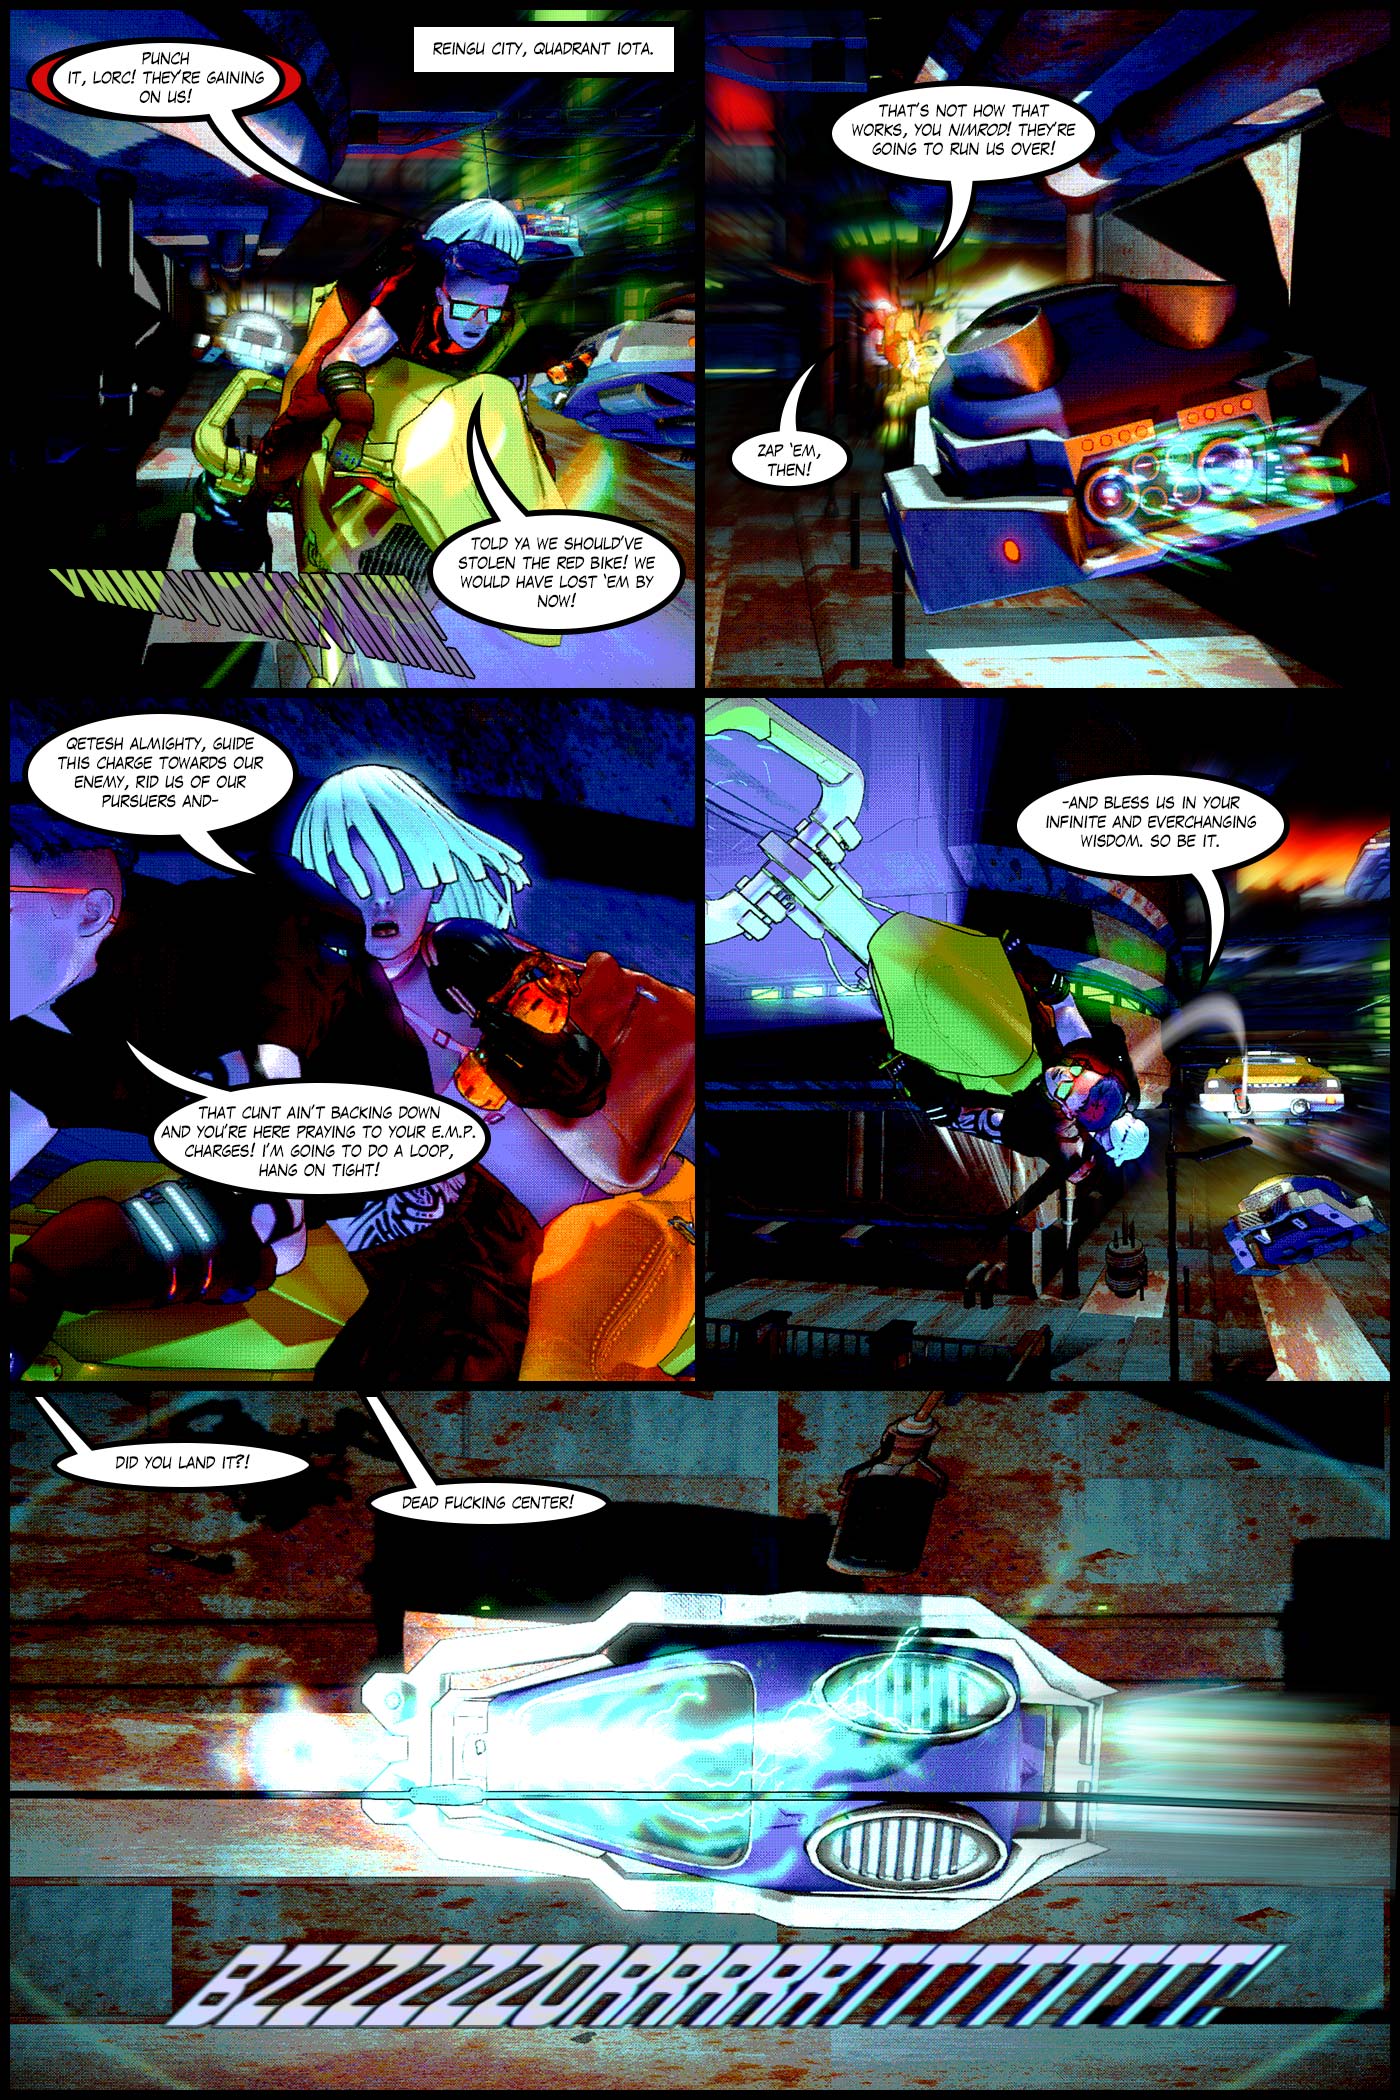 REINGU CITY, QUADRANT IOTA.
PUNCH
IT, LORC! THEY'RE GAINING
ON US!
TOLD YA WE SHOULD'VE
STOLEN THE RED BIKE! WE
WOULD HAVE LOST 'EM BY
NOW!
THAT'S NOT HOW THAT
WORKS, YOU NIMROD! THEY'RE
GOING TO RUN US OVER!
ZAP 'EM,
THEN!
QETESH ALMIGHTY, GUIDE
THIS CHARGE TOWARDS OUR
ENEMY, RID US OF OUR
PURSUERS AND-
THAT CUNT AIN'T BACKING DOWN
AND YOU'RE HERE PRAYING TO YOUR E.M.P.
CHARGES! I'M GOING TO DO A LOOP,
HANG ON TIGHT!
-AND BLESS US IN YOUR
INFINITE AND EVERCHANGING
WISDOM. SO BE IT.
DID YOU LAND IT?!
DEAD FUCKING CENTER!
BZZZZZZZORRRRRTTTTTTTT!